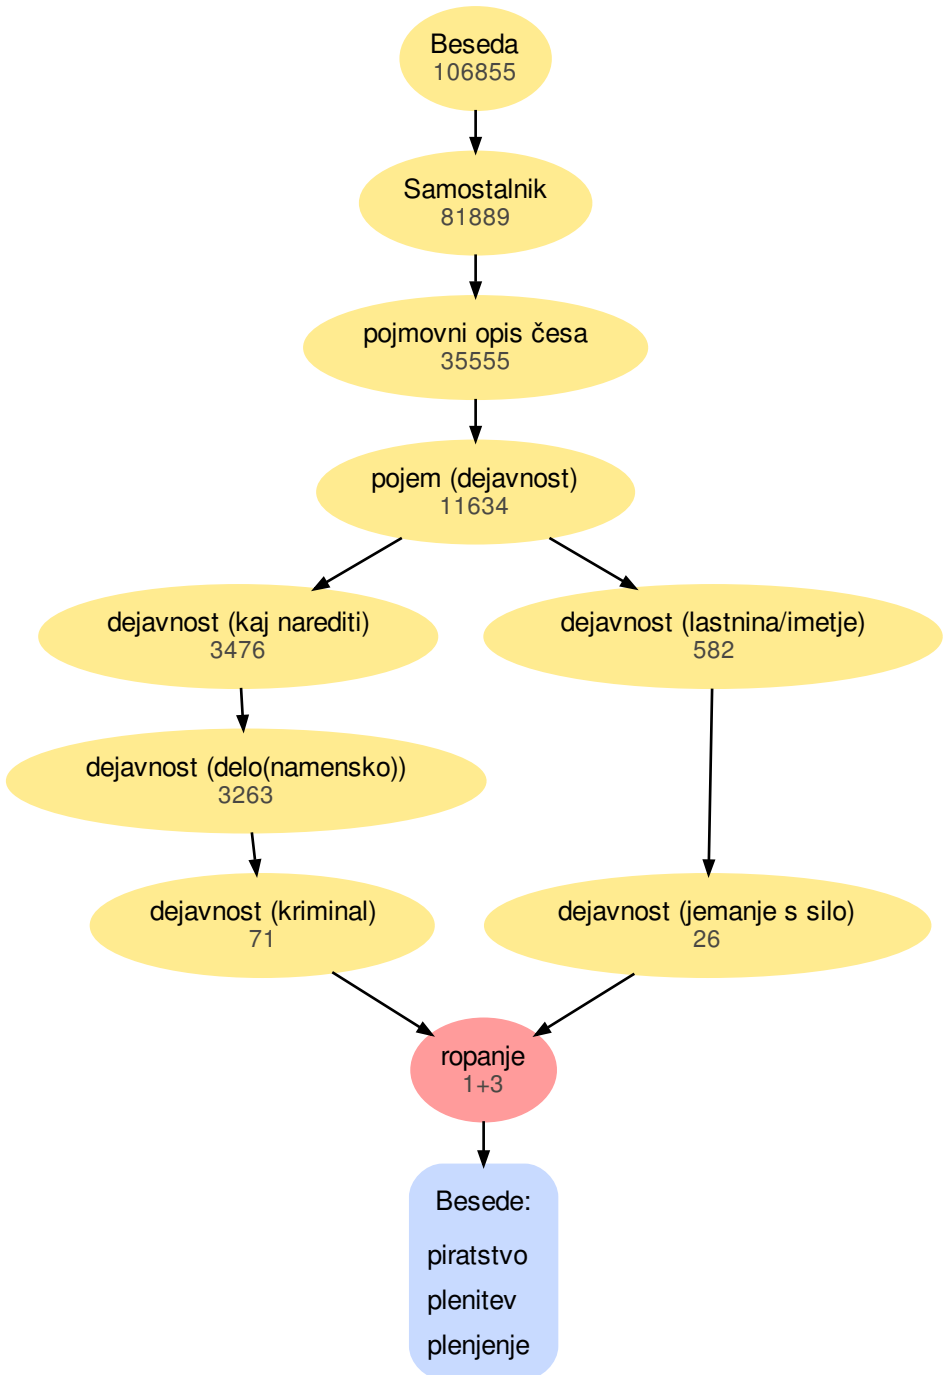 Beseda
106855
Samostalnik
81889
pojmovni opis česa
35555
pojem (dejavnost)
11634
dejavnost (kaj narediti)
3476
dejavnost (lastnina/imetje)
582
dejavnost (delo(namensko))
3263
dejavnost (kriminal)
71
dejavnost (jemanje s silo)
26
ropanje
1+3
Besede:
piratstvo
plenitev
plenjenje